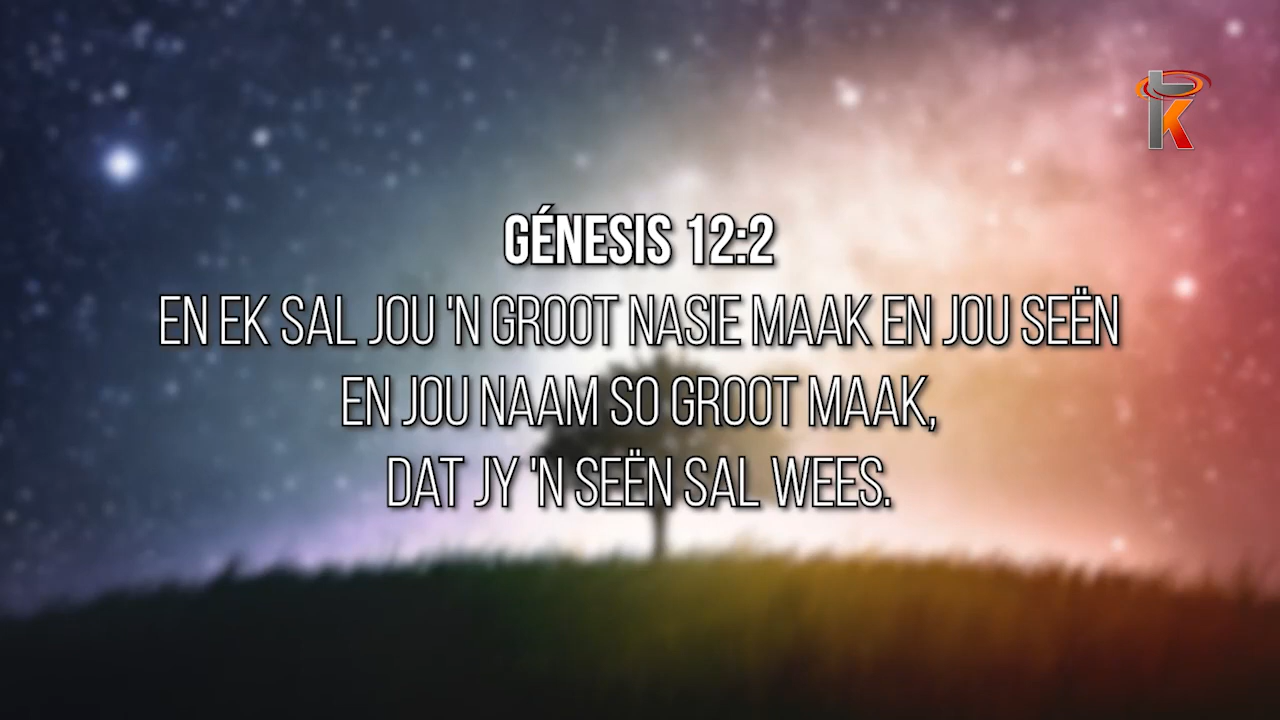 GÉNESIS 12:2
EN EK SAL JOU 'N GROOT NASIE MAAK EN JOU SEËN
EN JOU NAAM SO GROOT MAAK,
DAT JY 'N SEËN SAL WEES.